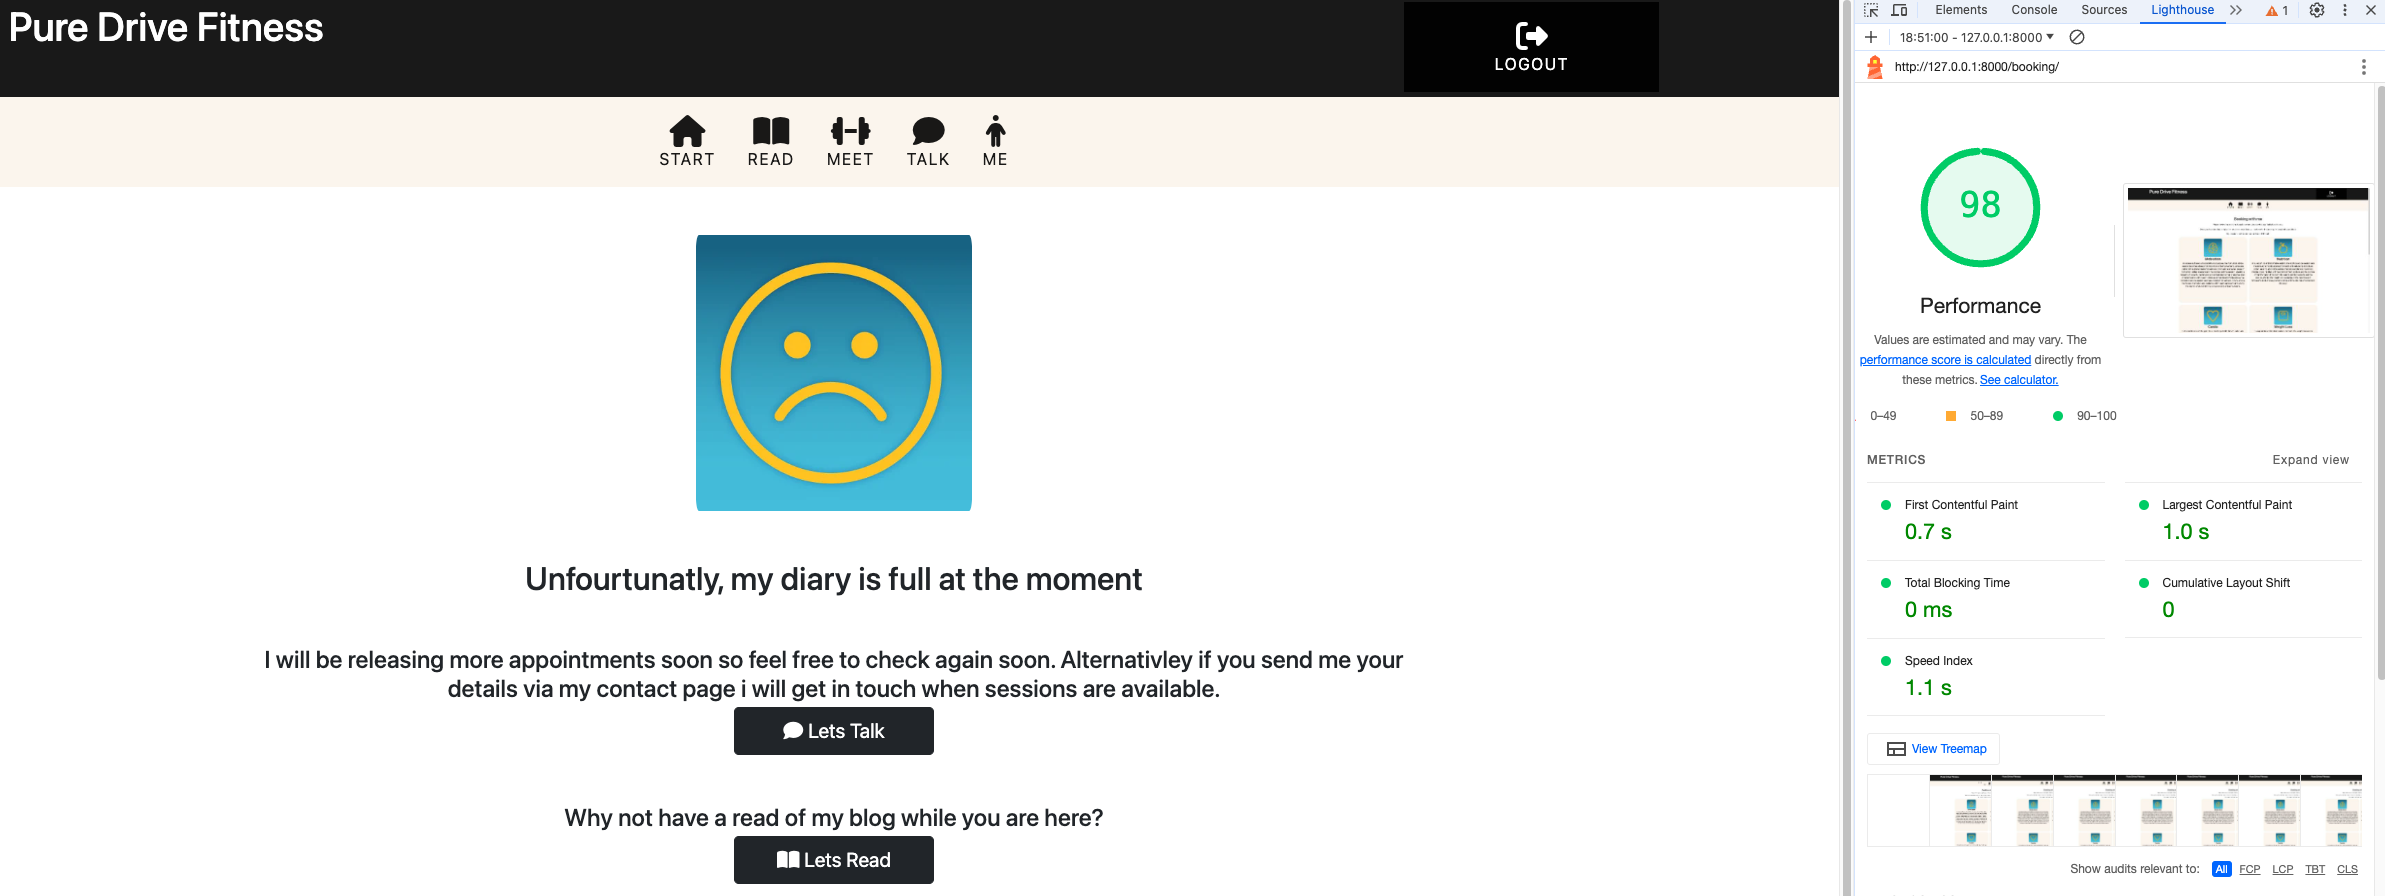 Pure Drive Fitness
LOGOUT
START READ MEET TALK ME
Unfourtunatly, my diary is full at the moment
I will be releasing more appointments soon so feel free to check again soon. Alternativley if you send me your
details via my contact page i will get in touch when sessions are available.
Lets Talk
Why not have a read of my blog while you are here?
Lets Read
Elements Console Sources Lighthouse 1
18:51:00 - 127.0.0.1:8000
http://127.0.0.1:8000/booking/
98
Performance
Values are estimated and may vary. The
performance score is calculated directly from
these metrics. See calculator.
0–49 50–89 90–100
Pure Drive Fitness
METRICS Expand view
First Contentful Paint
0.7 s
Largest Contentful Paint
1.0 s
Total Blocking Time
0 ms
Cumulative Layout Shift
0
Speed Index
1.1 s
View Treemap
Show audits relevant to: All FCP LCP TBT CLS